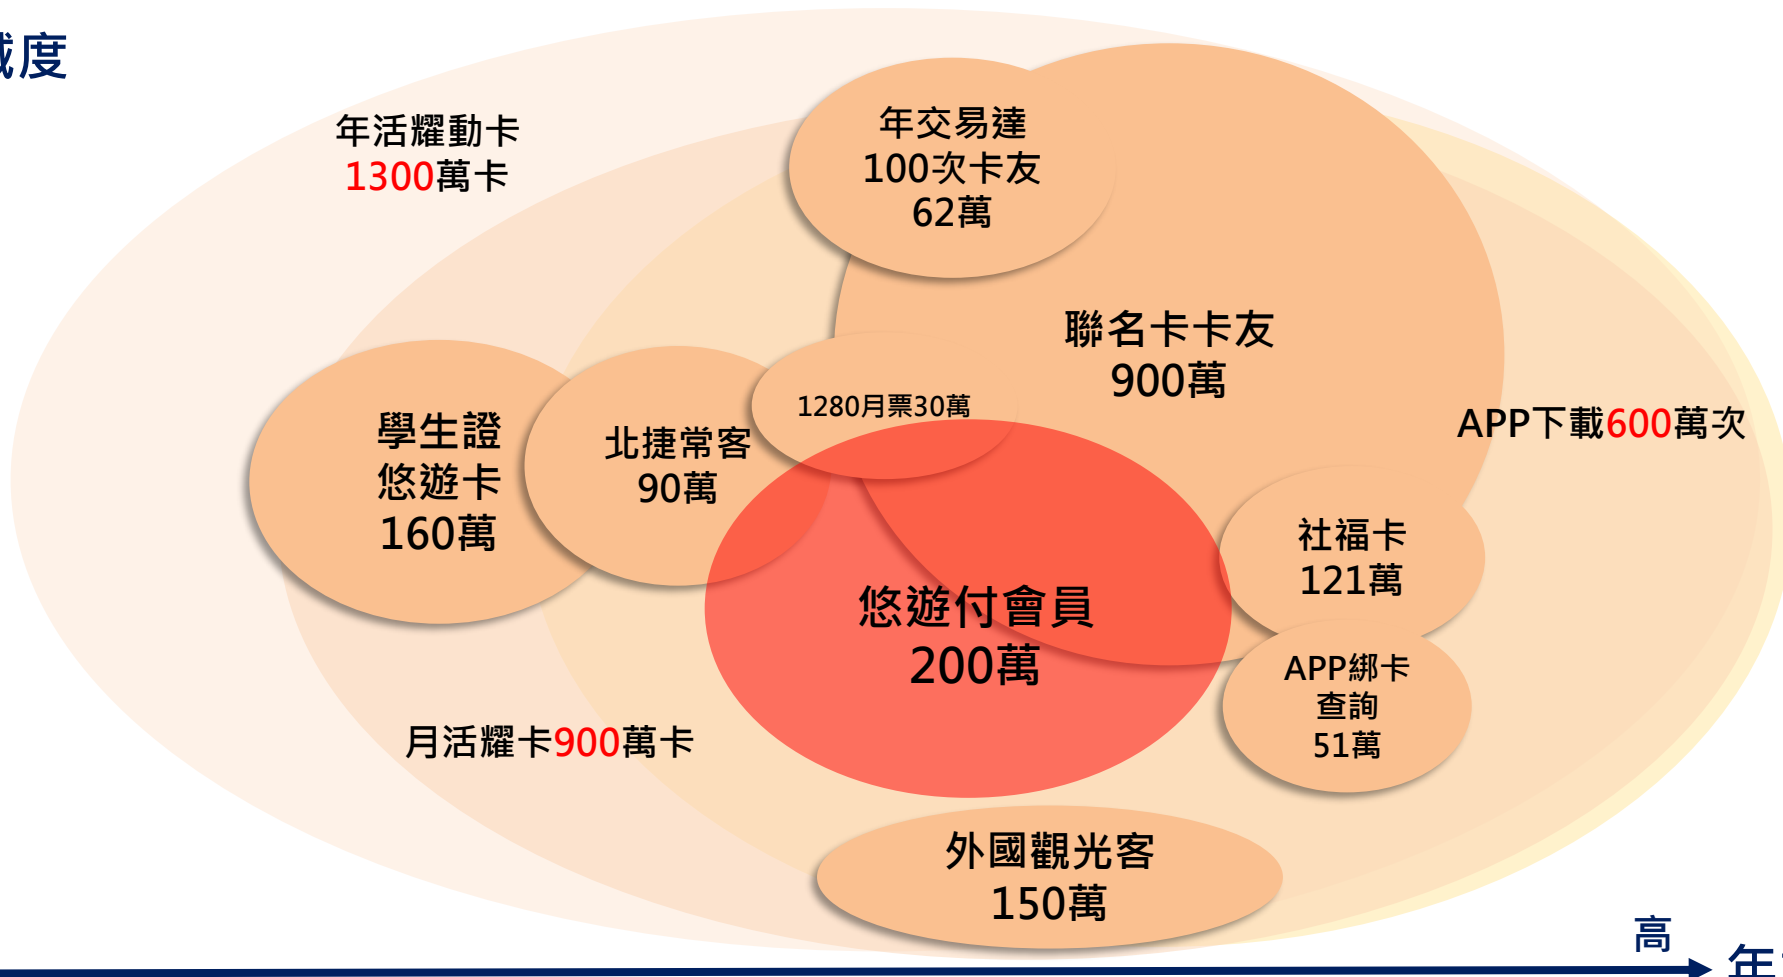 度
年活耀動卡
1300萬卡
年交易達
100次卡友
62萬
聯名卡卡友
900萬
1280月票30萬
學生證
悠遊卡
160萬
北捷常客
90萬
APP下載600萬次
社福卡
121萬
悠遊付會員
200萬
APP綁卡
查詢
51萬
月活耀卡900萬卡
外國觀光客
150萬
高
年